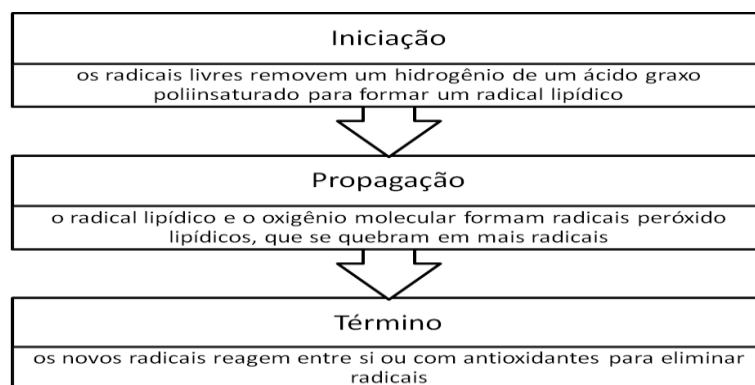 Iniciação
os radicais livres removem um hidrogênio de um ácido graxo
poliinsaturado para formar um radical lipídico
Propagação
o radical lipídico e o oxigênio molecular formam radicais peróxido
lipídicos, que se quebram em mais radicais
Término
os novos radicais reagem entre si ou com antioxidantes para eliminar
radicais